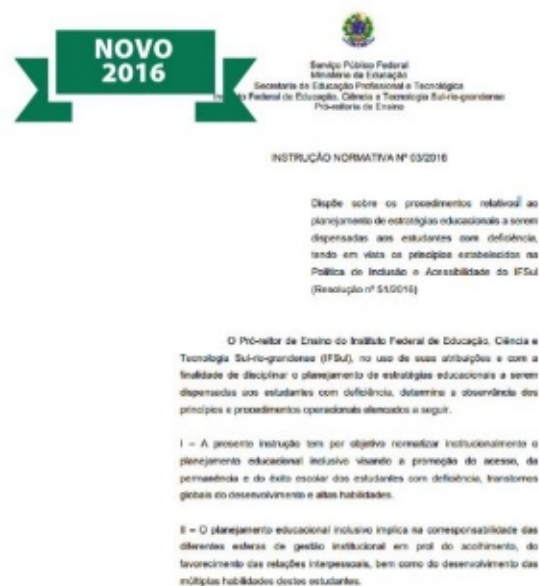 NOVO
2016
Serviço Público Federal
Ministério da Educação
Secretaria de Educação Profissional e Tecnológica
Federal de Educação, Ciência e Tecnologia Sul-rio-grandense
Pró-reitoria de Ensino
INSTRUÇÃO NORMATIVA Nº 03/2016
Dispõe sobre os procedimentos relativos ao
planejamento de estratégias educacionais a serem
dispensadas aos estudantes com deficiência,
tendo em vista os princípios estabelecidos na
Política de Inclusão e Acessibilidade do IFSul
(Resolução nº 51/2016)
O Pró-reitor de Ensino do Instituto Federal de Educação, Ciência e
Tecnologia Sul-rio-grandense (IFSul), no uso de suas atribuições e com a
finalidade de disciplinar o planejamento de estratégias educacionais a serem
dispensadas aos estudantes com deficiência, determina a observância dos
princípios e procedimentos operacionais elencados a seguir.
I – A presente instrução tem por objetivo normatizar institucionalmente o
planejamento educacional inclusivo visando a promoção do acesso, da
permanência e do êxito escolar dos estudantes com deficiência, transtornos
globais do desenvolvimento e altas habilidades.
II – O planejamento educacional inclusivo implica na corresponsabilidade das
diferentes esferas de gestão institucional em prol do acolhimento, do
favorecimento das relações interpessoais, bem como do desenvolvimento das
múltiplas habilidades destes estudantes.